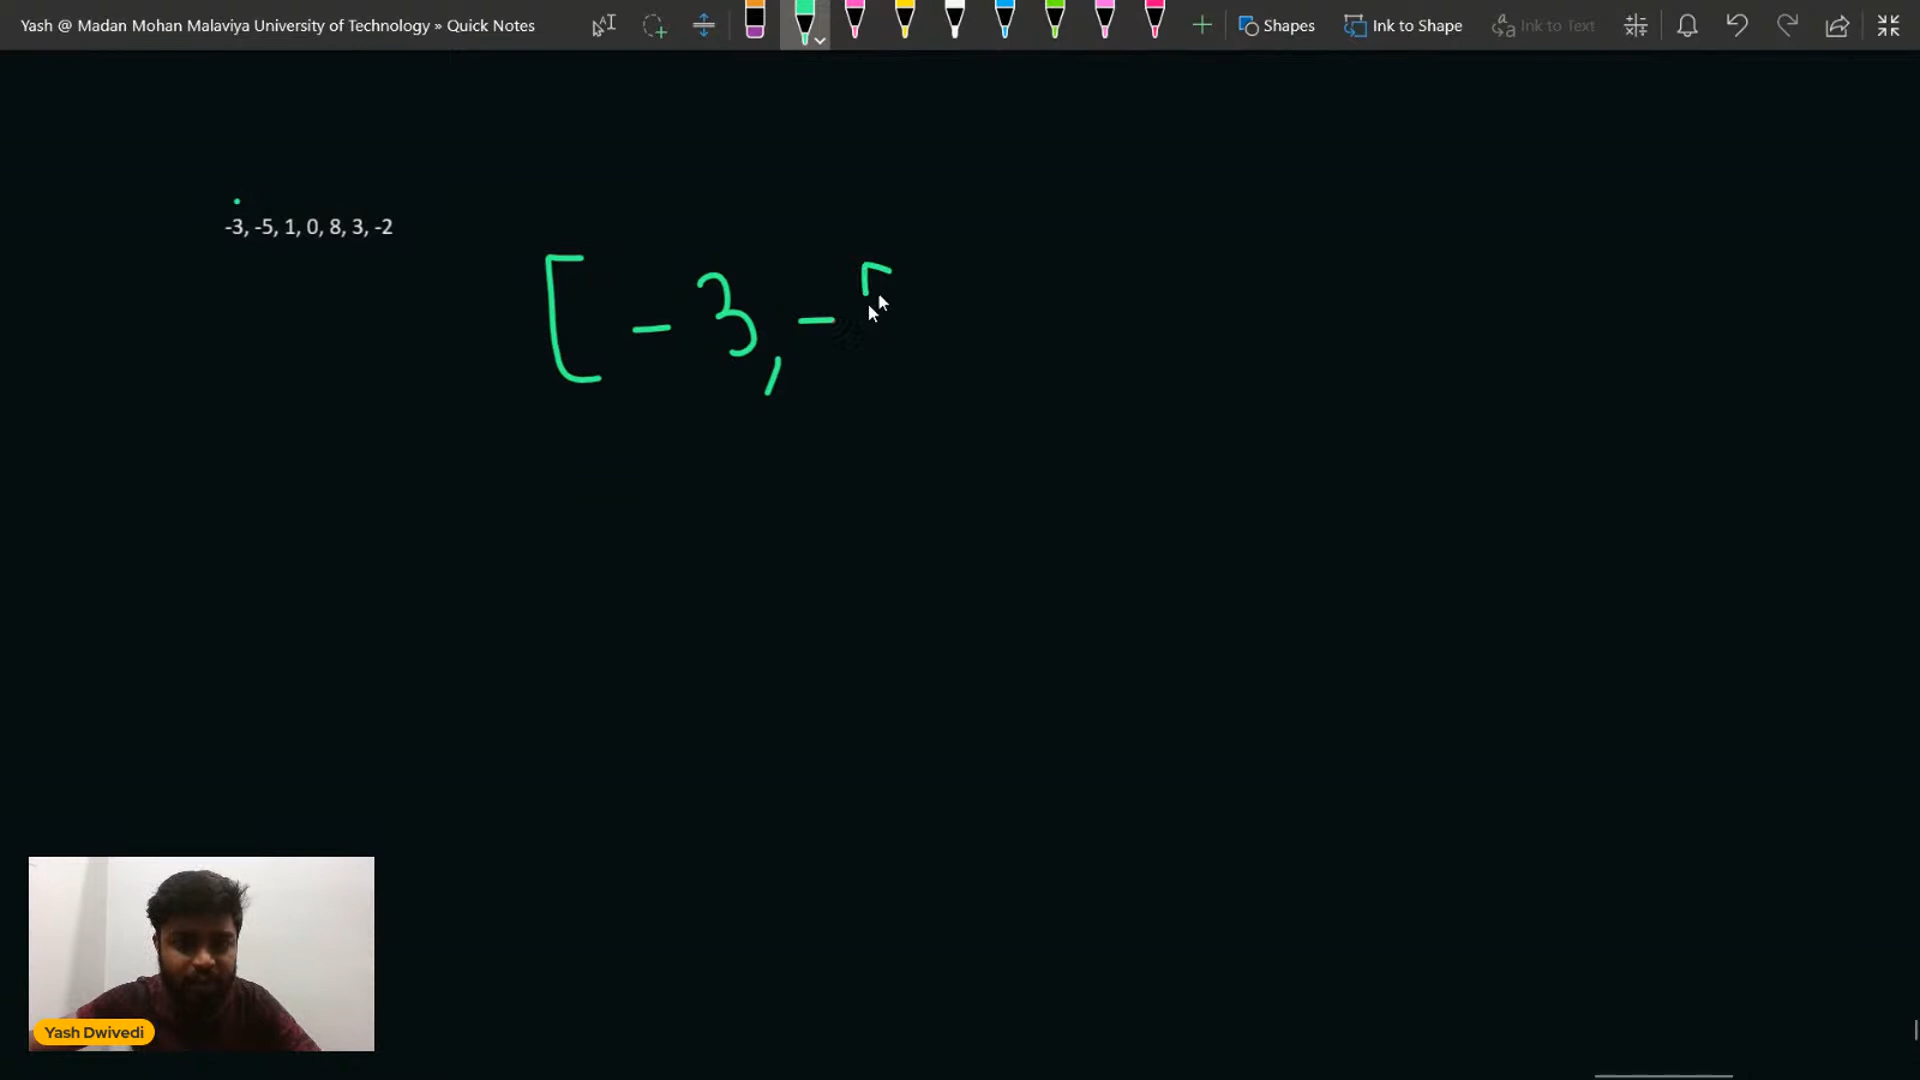 Yash @ Madan Mohan Malaviya University of Technology » Quick Notes
Shapes
Ink to Shape
Ink to Text
-3, -5, 1, 0, 8, 3, -2
[ - 3, -
Yash Dwivedi